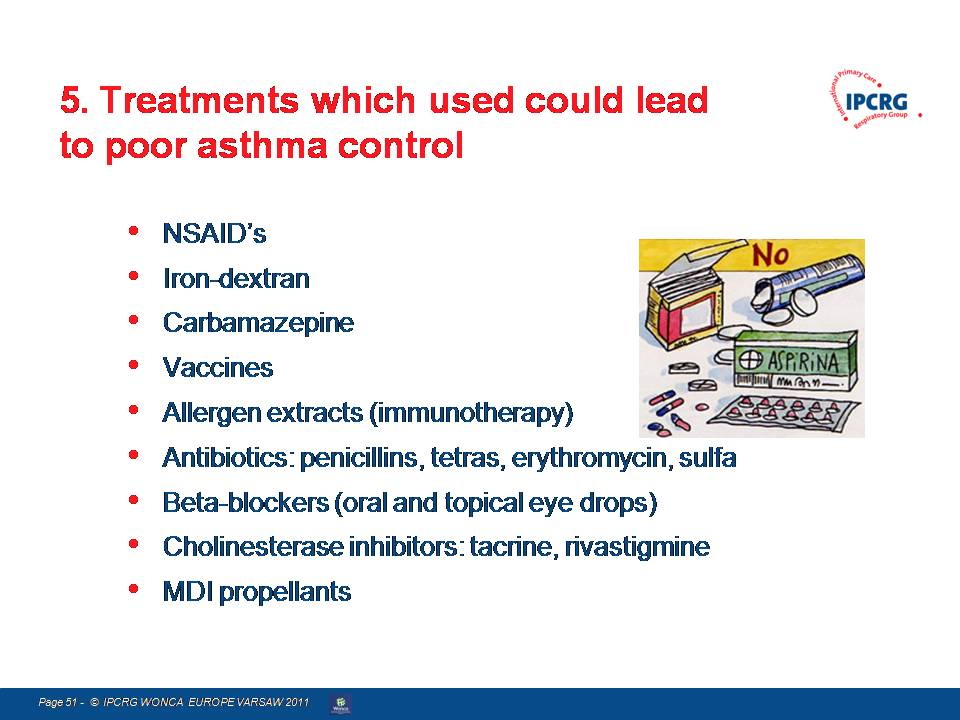 5. Treatments which used could lead
to poor asthma control
International Primary Care
IPCRG
Respiratory Group
• NSAID's
• Iron-dextran
• Carbamazepine
• Vaccines
• Allergen extracts (immunotherapy)
• Antibiotics: penicillins, tetras, erythromycin, sulfa
• Beta-blockers (oral and topical eye drops)
• Cholinesterase inhibitors: tacrine, rivastigmine
• MDI propellants
No
ASPIRINA
Page 51 - © IPCRG WONCA EUROPE VARSAW 2011